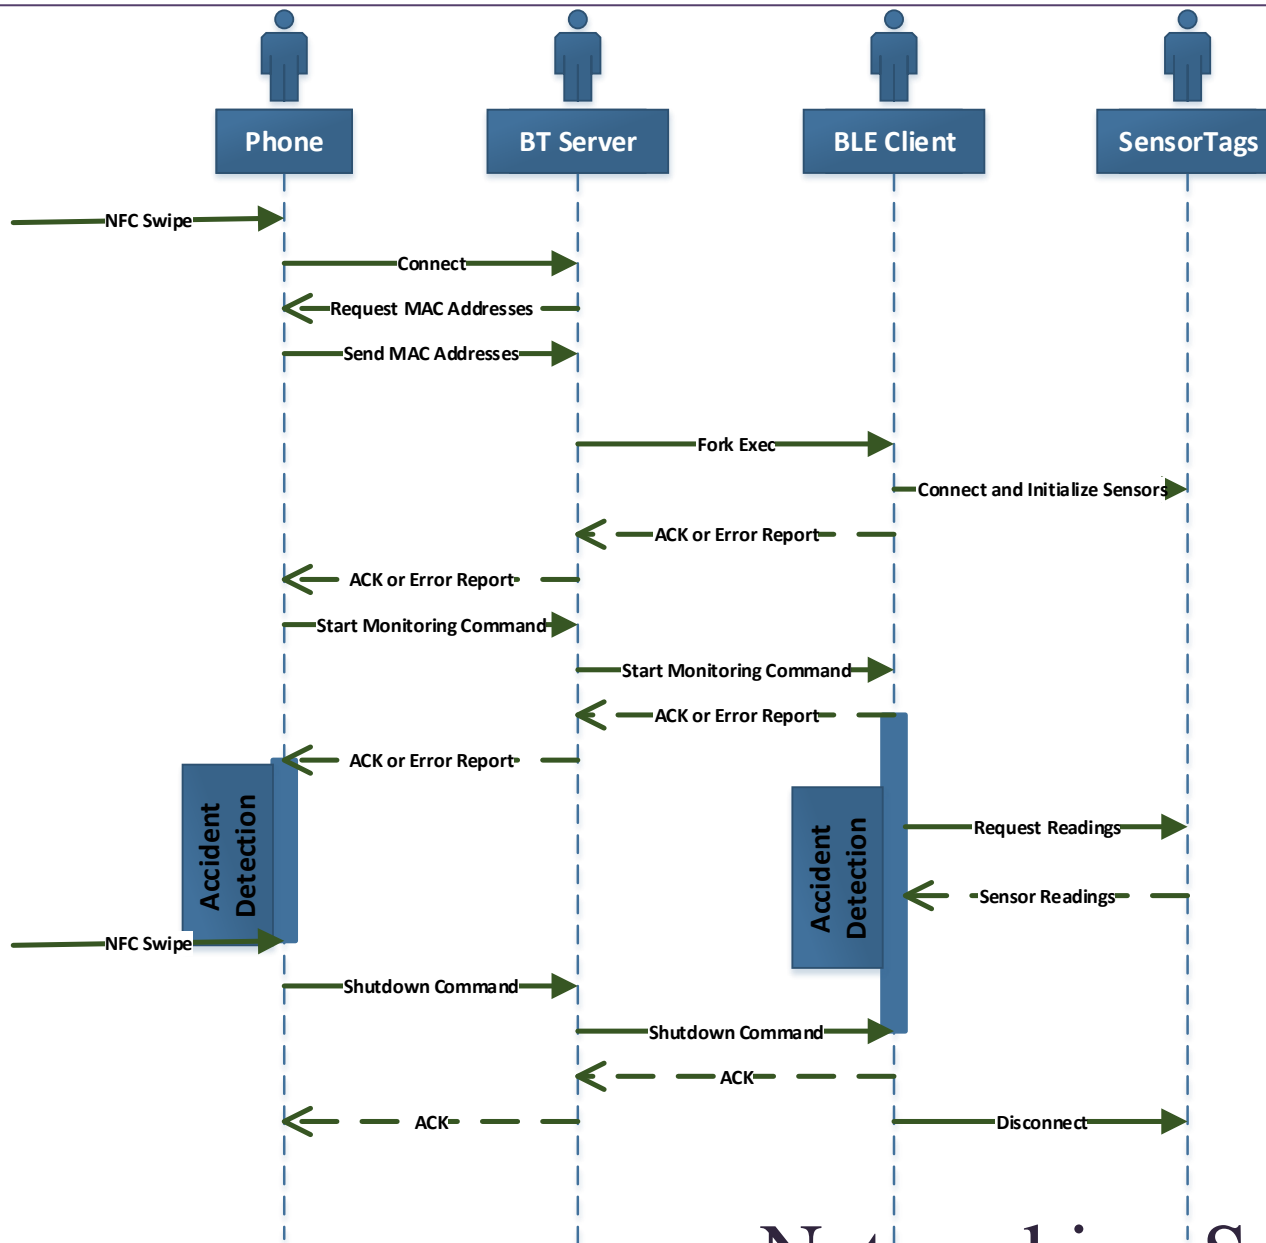 Phone
BT Server
BLE Client
SensorTags
NFC Swipe
Connect
Request MAC Addresses
Send MAC Addresses
Fork Exec
Connect and Initialize Sensors
ACK or Error Report
ACK or Error Report
Start Monitoring Command
Start Monitoring Command
ACK or Error Report
ACK or Error Report
Accident
Detection
Accident
Detection
Request Readings
Sensor Readings
NFC Swipe
Shutdown Command
Shutdown Command
ACK
ACK
Disconnect